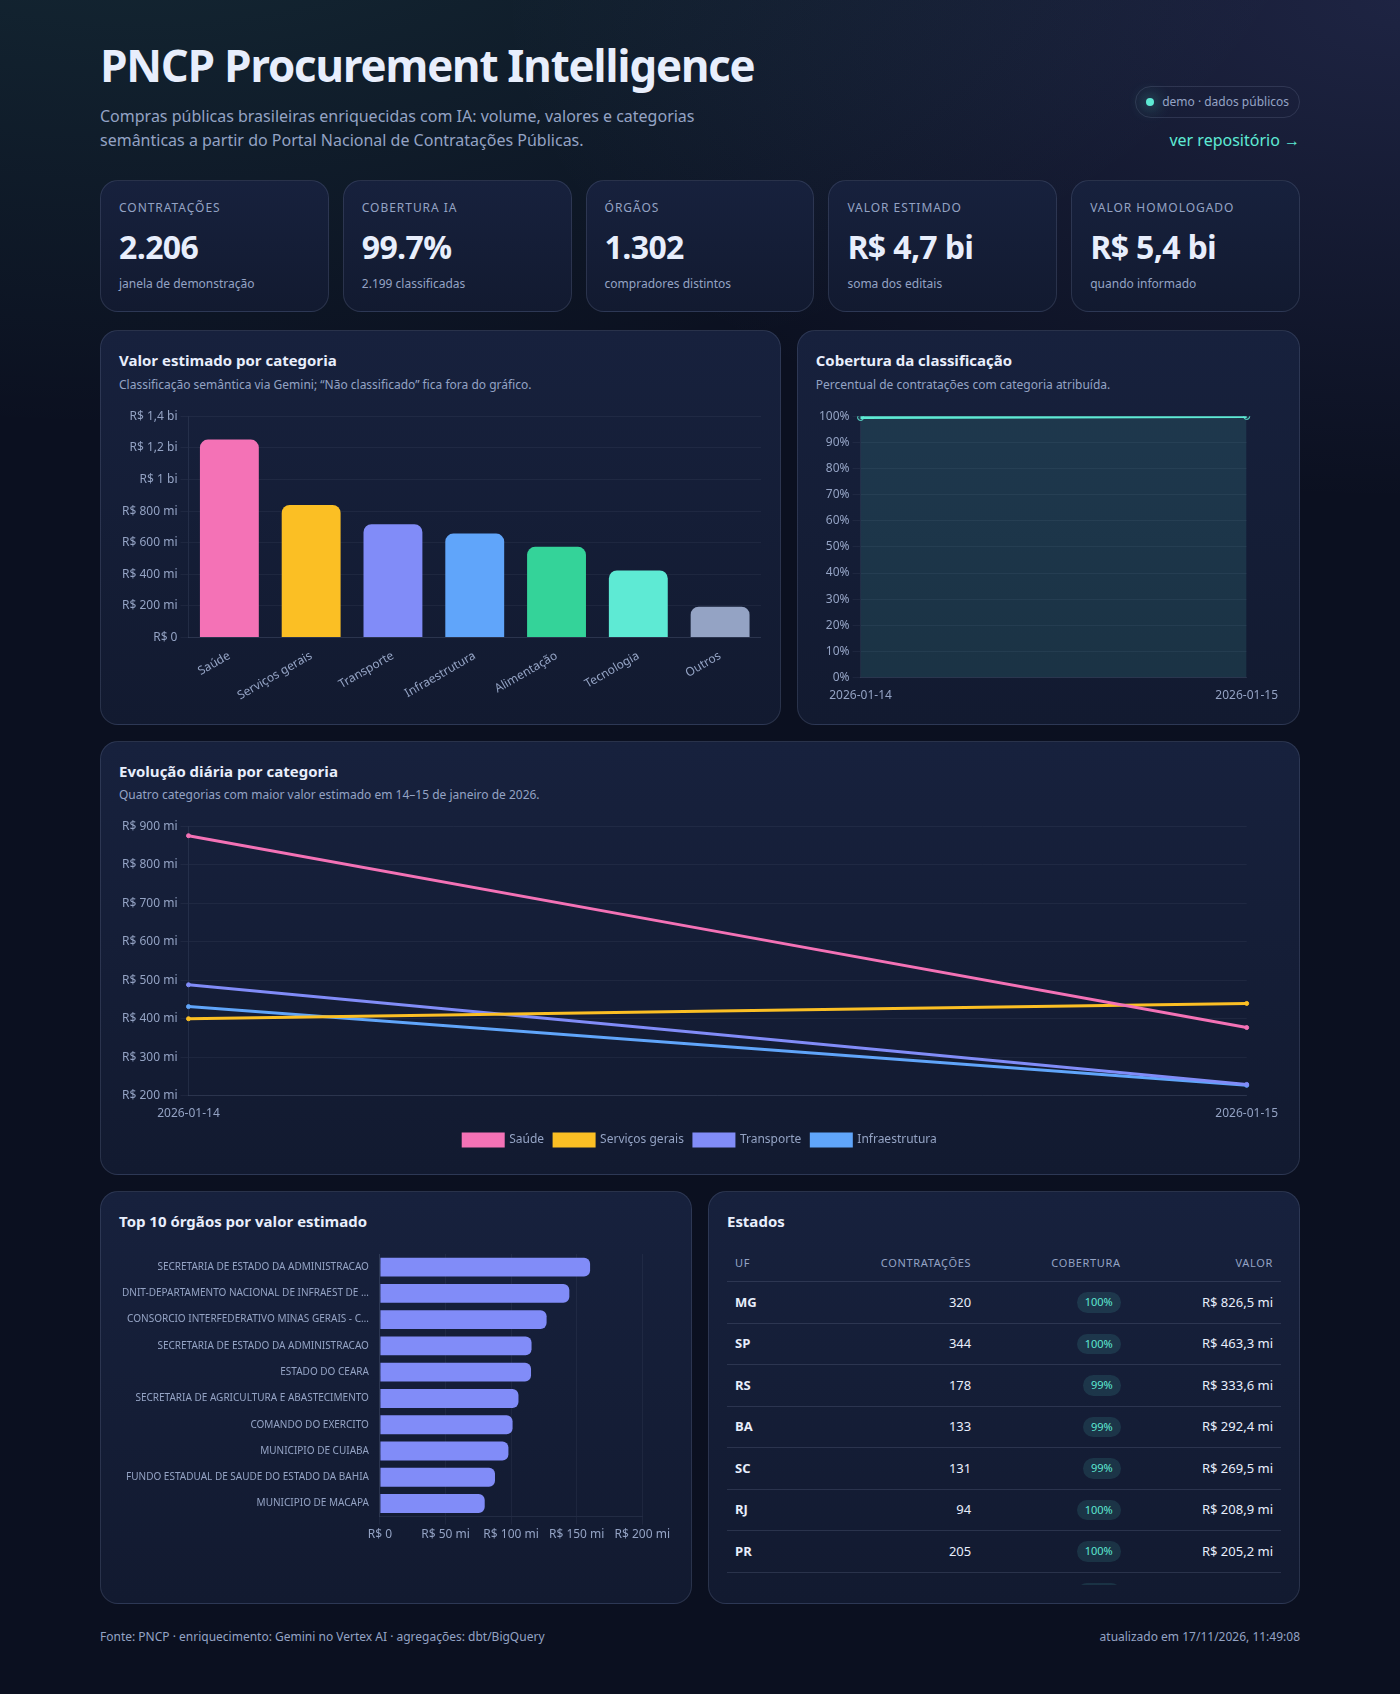 PNCP Procurement Intelligence
Compras públicas brasileiras enriquecidas com IA: volume, valores e categorias
semânticas a partir do Portal Nacional de Contratações Públicas.
demo · dados públicos
ver repositório →
CONTRATAÇÕES
2.206
janela de demonstração
COBERTURA IA
99.7%
2.199 classificadas
ÓRGÃOS
1.302
compradores distintos
VALOR ESTIMADO
R$ 4,7 bi
soma dos editais
VALOR HOMOLOGADO
R$ 5,4 bi
quando informado
Valor estimado por categoria
Classificação semântica via Gemini; “Não classificado” fica fora do gráfico.
R$ 1,4 bi
R$ 1,2 bi
R$ 1 bi
R$ 800 mi
R$ 600 mi
R$ 400 mi
R$ 200 mi
R$ 0
Saúde
Serviços gerais
Transporte
Infraestrutura
Alimentação
Tecnologia
Outros
Cobertura da classificação
Percentual de contratações com categoria atribuída.
100%
90%
80%
70%
60%
50%
40%
30%
20%
10%
0%
2026-01-14
2026-01-15
Evolução diária por categoria
Quatro categorias com maior valor estimado em 14–15 de janeiro de 2026.
R$ 900 mi
R$ 800 mi
R$ 700 mi
R$ 600 mi
R$ 500 mi
R$ 400 mi
R$ 300 mi
R$ 200 mi
2026-01-14
2026-01-15
Saúde
Serviços gerais
Transporte
Infraestrutura
Top 10 órgãos por valor estimado
SECRETARIA DE ESTADO DA ADMINISTRACAO
DNIT-DEPARTAMENTO NACIONAL DE INFRAEST DE ...
CONSORCIO INTERFEDERATIVO MINAS GERAIS - C...
SECRETARIA DE ESTADO DA ADMINISTRACAO
ESTADO DO CEARA
SECRETARIA DE AGRICULTURA E ABASTECIMENTO
COMANDO DO EXERCITO
MUNICIPIO DE CUIABA
FUNDO ESTADUAL DE SAUDE DO ESTADO DA BAHIA
MUNICIPIO DE MACAPA
R$ 0
R$ 50 mi
R$ 100 mi
R$ 150 mi
R$ 200 mi
Estados
UF CONTRATAÇÕES COBERTURA VALOR
MG 320 100% R$ 826,5 mi
SP 344 100% R$ 463,3 mi
RS 178 99% R$ 333,6 mi
BA 133 99% R$ 292,4 mi
SC 131 99% R$ 269,5 mi
RJ 94 100% R$ 208,9 mi
PR 205 100% R$ 205,2 mi
Fonte: PNCP · enriquecimento: Gemini no Vertex AI · agregações: dbt/BigQuery
atualizado em 17/11/2026, 11:49:08